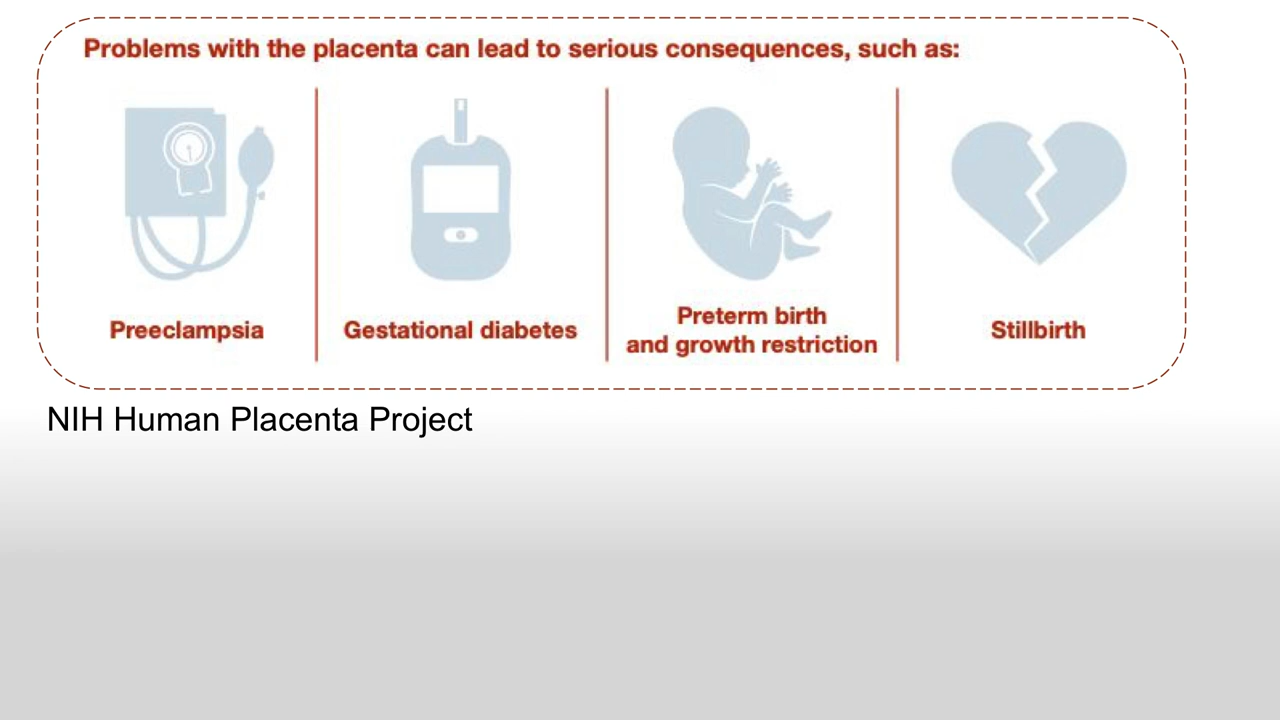 Problems with the placenta can lead to serious consequences, such as:
Preeclampsia
Gestational diabetes
Preterm birth
and growth restriction
Stillbirth
NIH Human Placenta Project